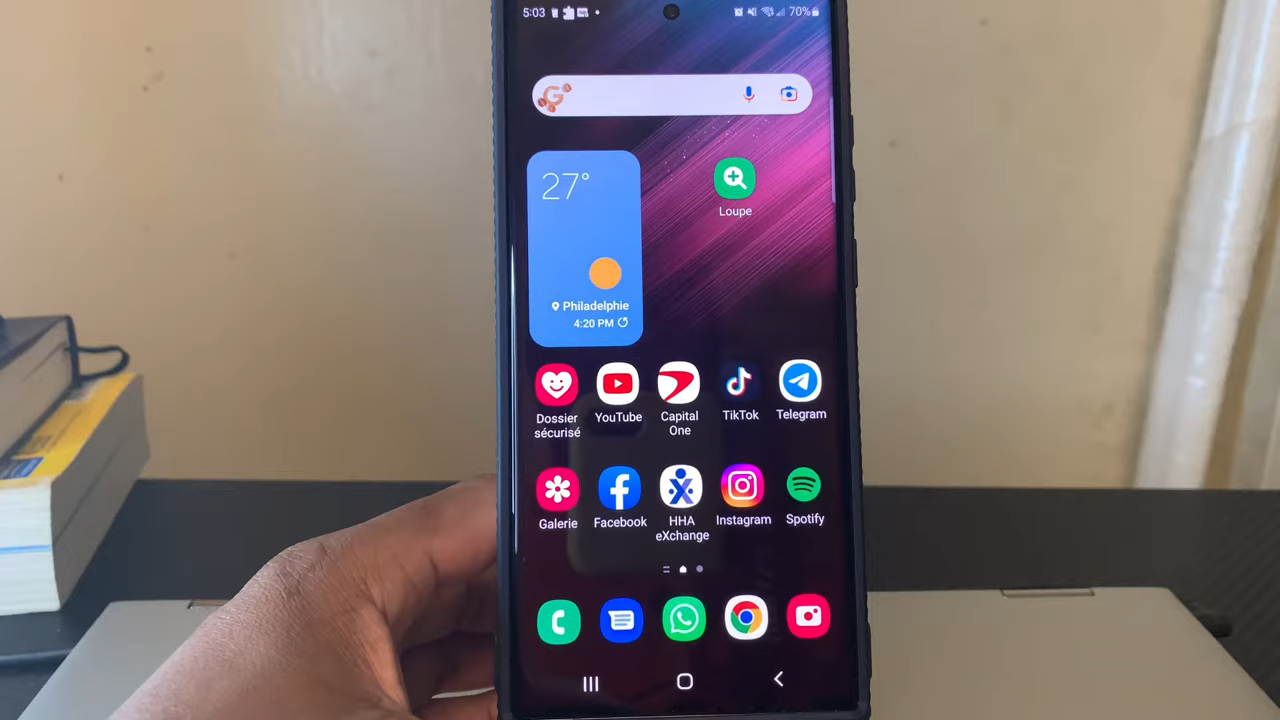 5:03
70%
27°
Loupe
Philadelphie
4:20 PM
Dossier
sécurisé
YouTube
Capital
One
TikTok
Telegram
Galerie
Facebook
HHA
eXchange
Instagram
Spotify